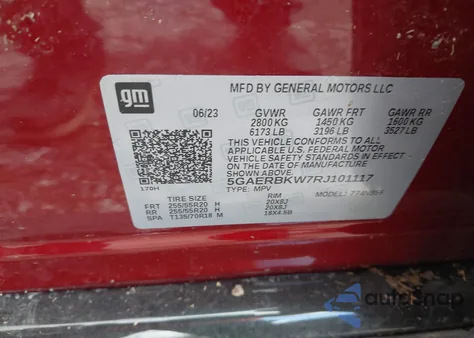 gm
MFD BY GENERAL MOTORS LLC
06/23 GVWR GAWR FRT GAWR RR
2800 KG 1450 KG 1600 KG
6173 LB 3196 LB 3527 LB
THIS VEHICLE CONFORMS TO ALL
APPLICABLE U.S. FEDERAL MOTOR
VEHICLE SAFETY STANDARDS IN EFFECT ON
THE DATE OF MANUFACTURE
SHOWN ABOVE.
5GAERBKW7RJ101117
170H TYPE: MPV MODEL:
TIRE SIZE RIM
FRT 255/55R20 H 20X8J
RR 255/55R20 H 20X8J
SPA T135/70R18 M 18X4.5B
autosnap